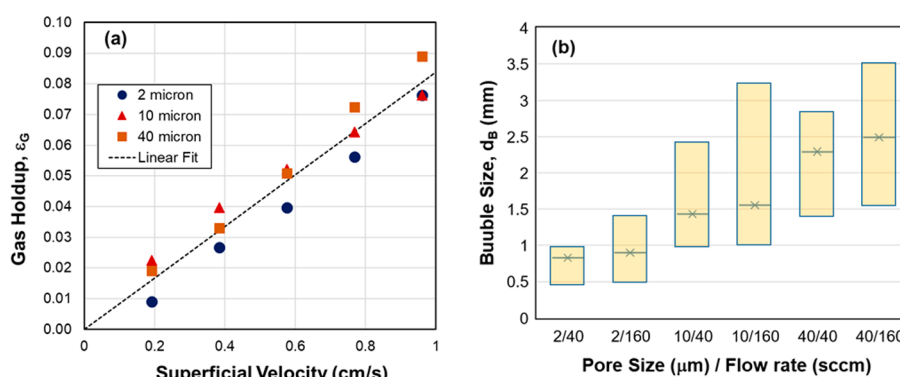 (a)
Gas Holdup, εG
0.10
0.09
0.08
0.07
0.06
0.05
0.04
0.03
0.02
0.01
0.00
2 micron
10 micron
40 micron
Linear Fit
0 0.2 0.4 0.6 0.8 1
Superficial Velocity (cm/s)
(b)
Buuble Size, dB (mm)
4
3.5
3
2.5
2
1.5
1
0.5
0
2/40 2/160 10/40 10/160 40/40 40/160
Pore Size (μm) / Flow rate (sccm)